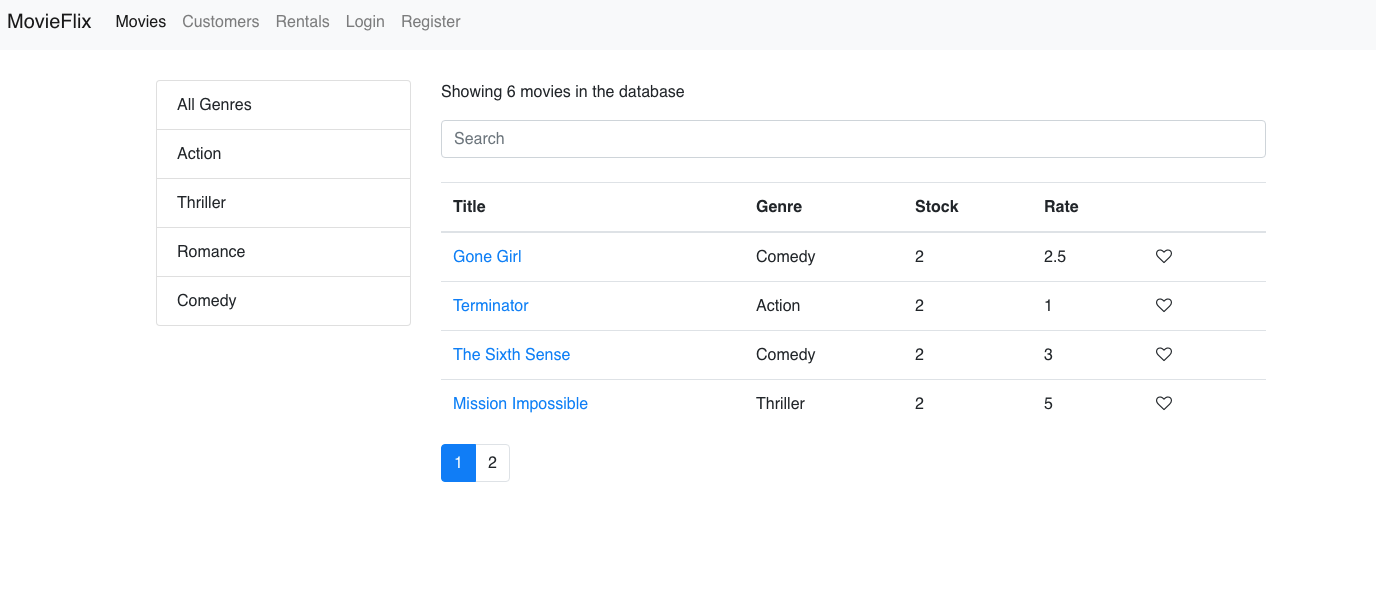 MovieFlix Movies Customers Rentals Login Register
All Genres
Action
Thriller
Romance
Comedy
Showing 6 movies in the database
Search
Title Genre Stock Rate
Gone Girl Comedy 2 2.5
Terminator Action 2 1
The Sixth Sense Comedy 2 3
Mission Impossible Thriller 2 5
1 2